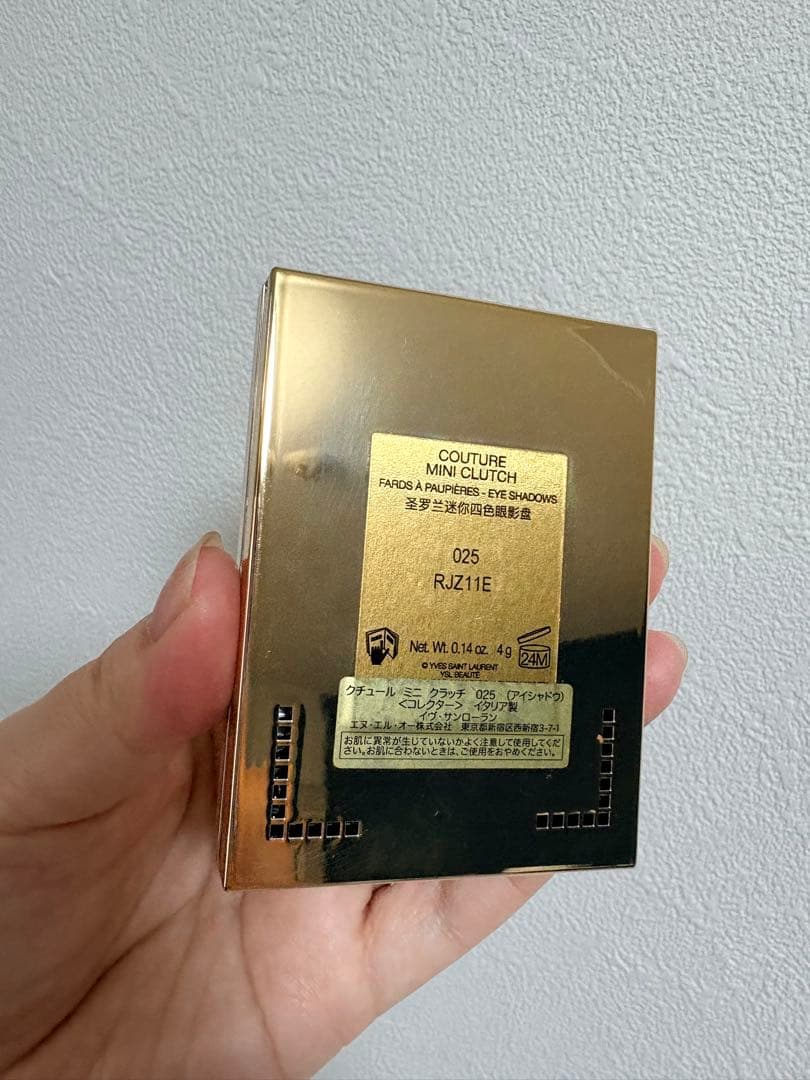 COUTURE
MINI CLUTCH
FARDS À PAUPIÈRES - EYE SHADOWS
圣罗兰迷你四色眼影盘
025
RJZ11E
Net. Wt. 0.14 oz. 4 g
24M
© YVES SAINT LAURENT
YSL BEAUTÉ
クチュール ミニ クラッチ 025 (アイシャドウ)
<コレクター> イタリア製
イヴ・サンローラン
エヌ・エル・オー株式会社 東京都新宿区西新宿3-7-1
お肌に異常が生じていないかよく注意して使用してくだ
さい。お肌に合わないときは、ご使用をおやめください。